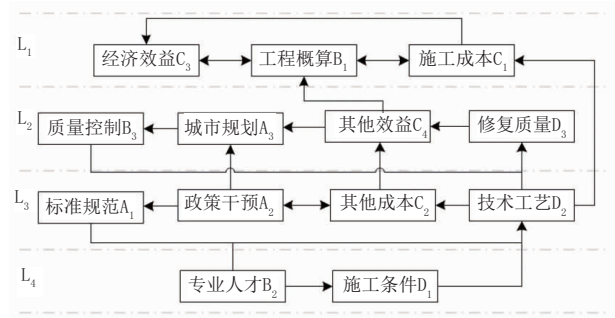 L₁
经济效益C₃ 工程概算B₁ 施工成本C₁
L₂
质量控制B₃ 城市规划A₃ 其他效益C₄ 修复质量D₃
L₃
标准规范A₁ 政策干预A₂ 其他成本C₂ 技术工艺D₂
L₄
专业人才B₂ 施工条件D₁